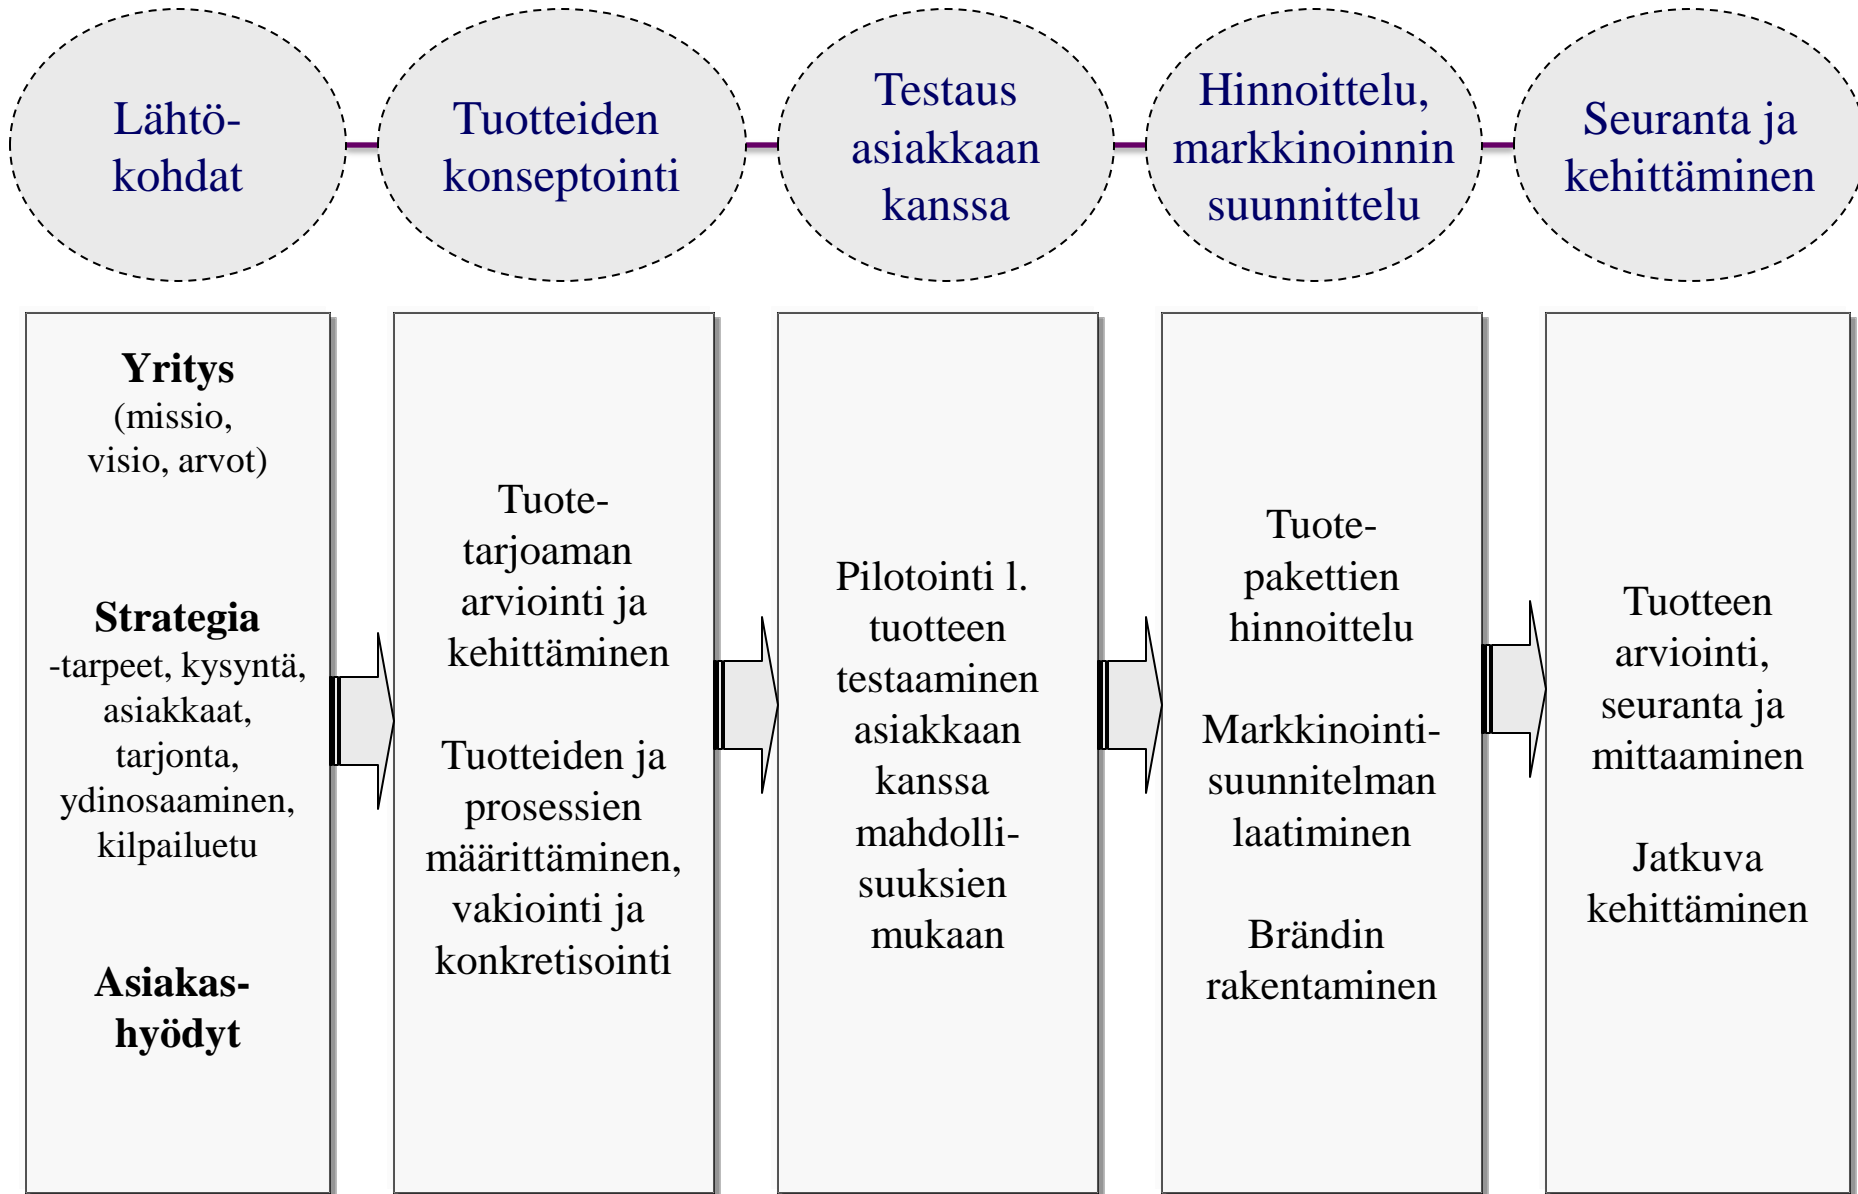 Lähtö-
kohdat
Tuotteiden
konseptointi
Testaus
asiakkaan
kanssa
Hinnoittelu,
markkinoinnin
suunnittelu
Seuranta ja
kehittäminen
Yritys
(missio,
visio, arvot)
Strategia
-tarpeet, kysyntä,
asiakkaat,
tarjonta,
ydinosaaminen,
kilpailuetu
Asiakas-
hyödyt
Tuote-
tarjoaman
arviointi ja
kehittäminen
Tuotteiden ja
prosessien
määrittäminen,
vakiointi ja
konkretisointi
Pilotointi l.
tuotteen
testaaminen
asiakkaan
kanssa
mahdolli-
suuksien
mukaan
Tuote-
pakettien
hinnoittelu
Markkinointi-
suunnitelman
laatiminen
Brändin
rakentaminen
Tuotteen
arviointi,
seuranta ja
mittaaminen
Jatkuva
kehittäminen